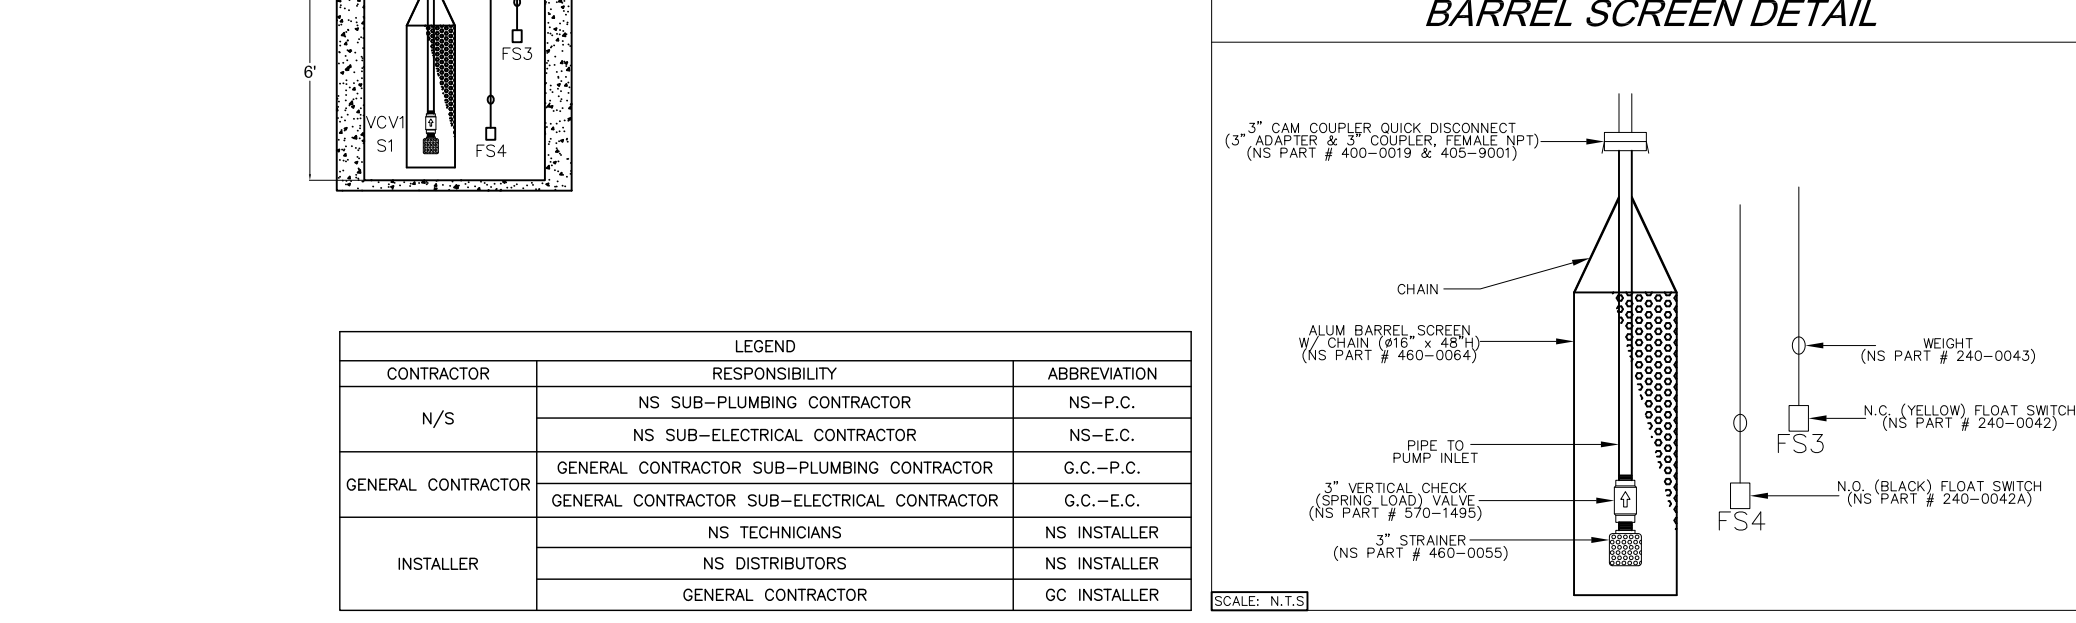 FS3
6'
VCV1
S1
FS4
LEGEND
CONTRACTOR RESPONSIBILITY ABBREVIATION
N/S
NS SUB-PLUMBING CONTRACTOR NS-P.C.
NS SUB-ELECTRICAL CONTRACTOR NS-E.C.
GENERAL CONTRACTOR
GENERAL CONTRACTOR SUB-PLUMBING CONTRACTOR G.C.-P.C.
GENERAL CONTRACTOR SUB-ELECTRICAL CONTRACTOR G.C.-E.C.
INSTALLER
NS TECHNICIANS NS INSTALLER
NS DISTRIBUTORS NS INSTALLER
GENERAL CONTRACTOR GC INSTALLER
BARREL SCREEN DETAIL
3" CAM COUPLER QUICK DISCONNECT
(3" ADAPTER & 3" COUPLER, FEMALE NPT)
(NS PART # 400-0019 & 405-9001)
CHAIN
ALUM BARREL SCREEN
W/ CHAIN (ø16" x 48"H)
(NS PART # 460-0064)
PIPE TO
PUMP INLET
3" VERTICAL CHECK
(SPRING LOAD) VALVE
(NS PART # 570-1495)
3" STRAINER
(NS PART # 460-0055)
WEIGHT
(NS PART # 240-0043)
N.C. (YELLOW) FLOAT SWITCH
(NS PART # 240-0042)
FS3
N.O. (BLACK) FLOAT SWITCH
(NS PART # 240-0042A)
FS4
SCALE: N.T.S